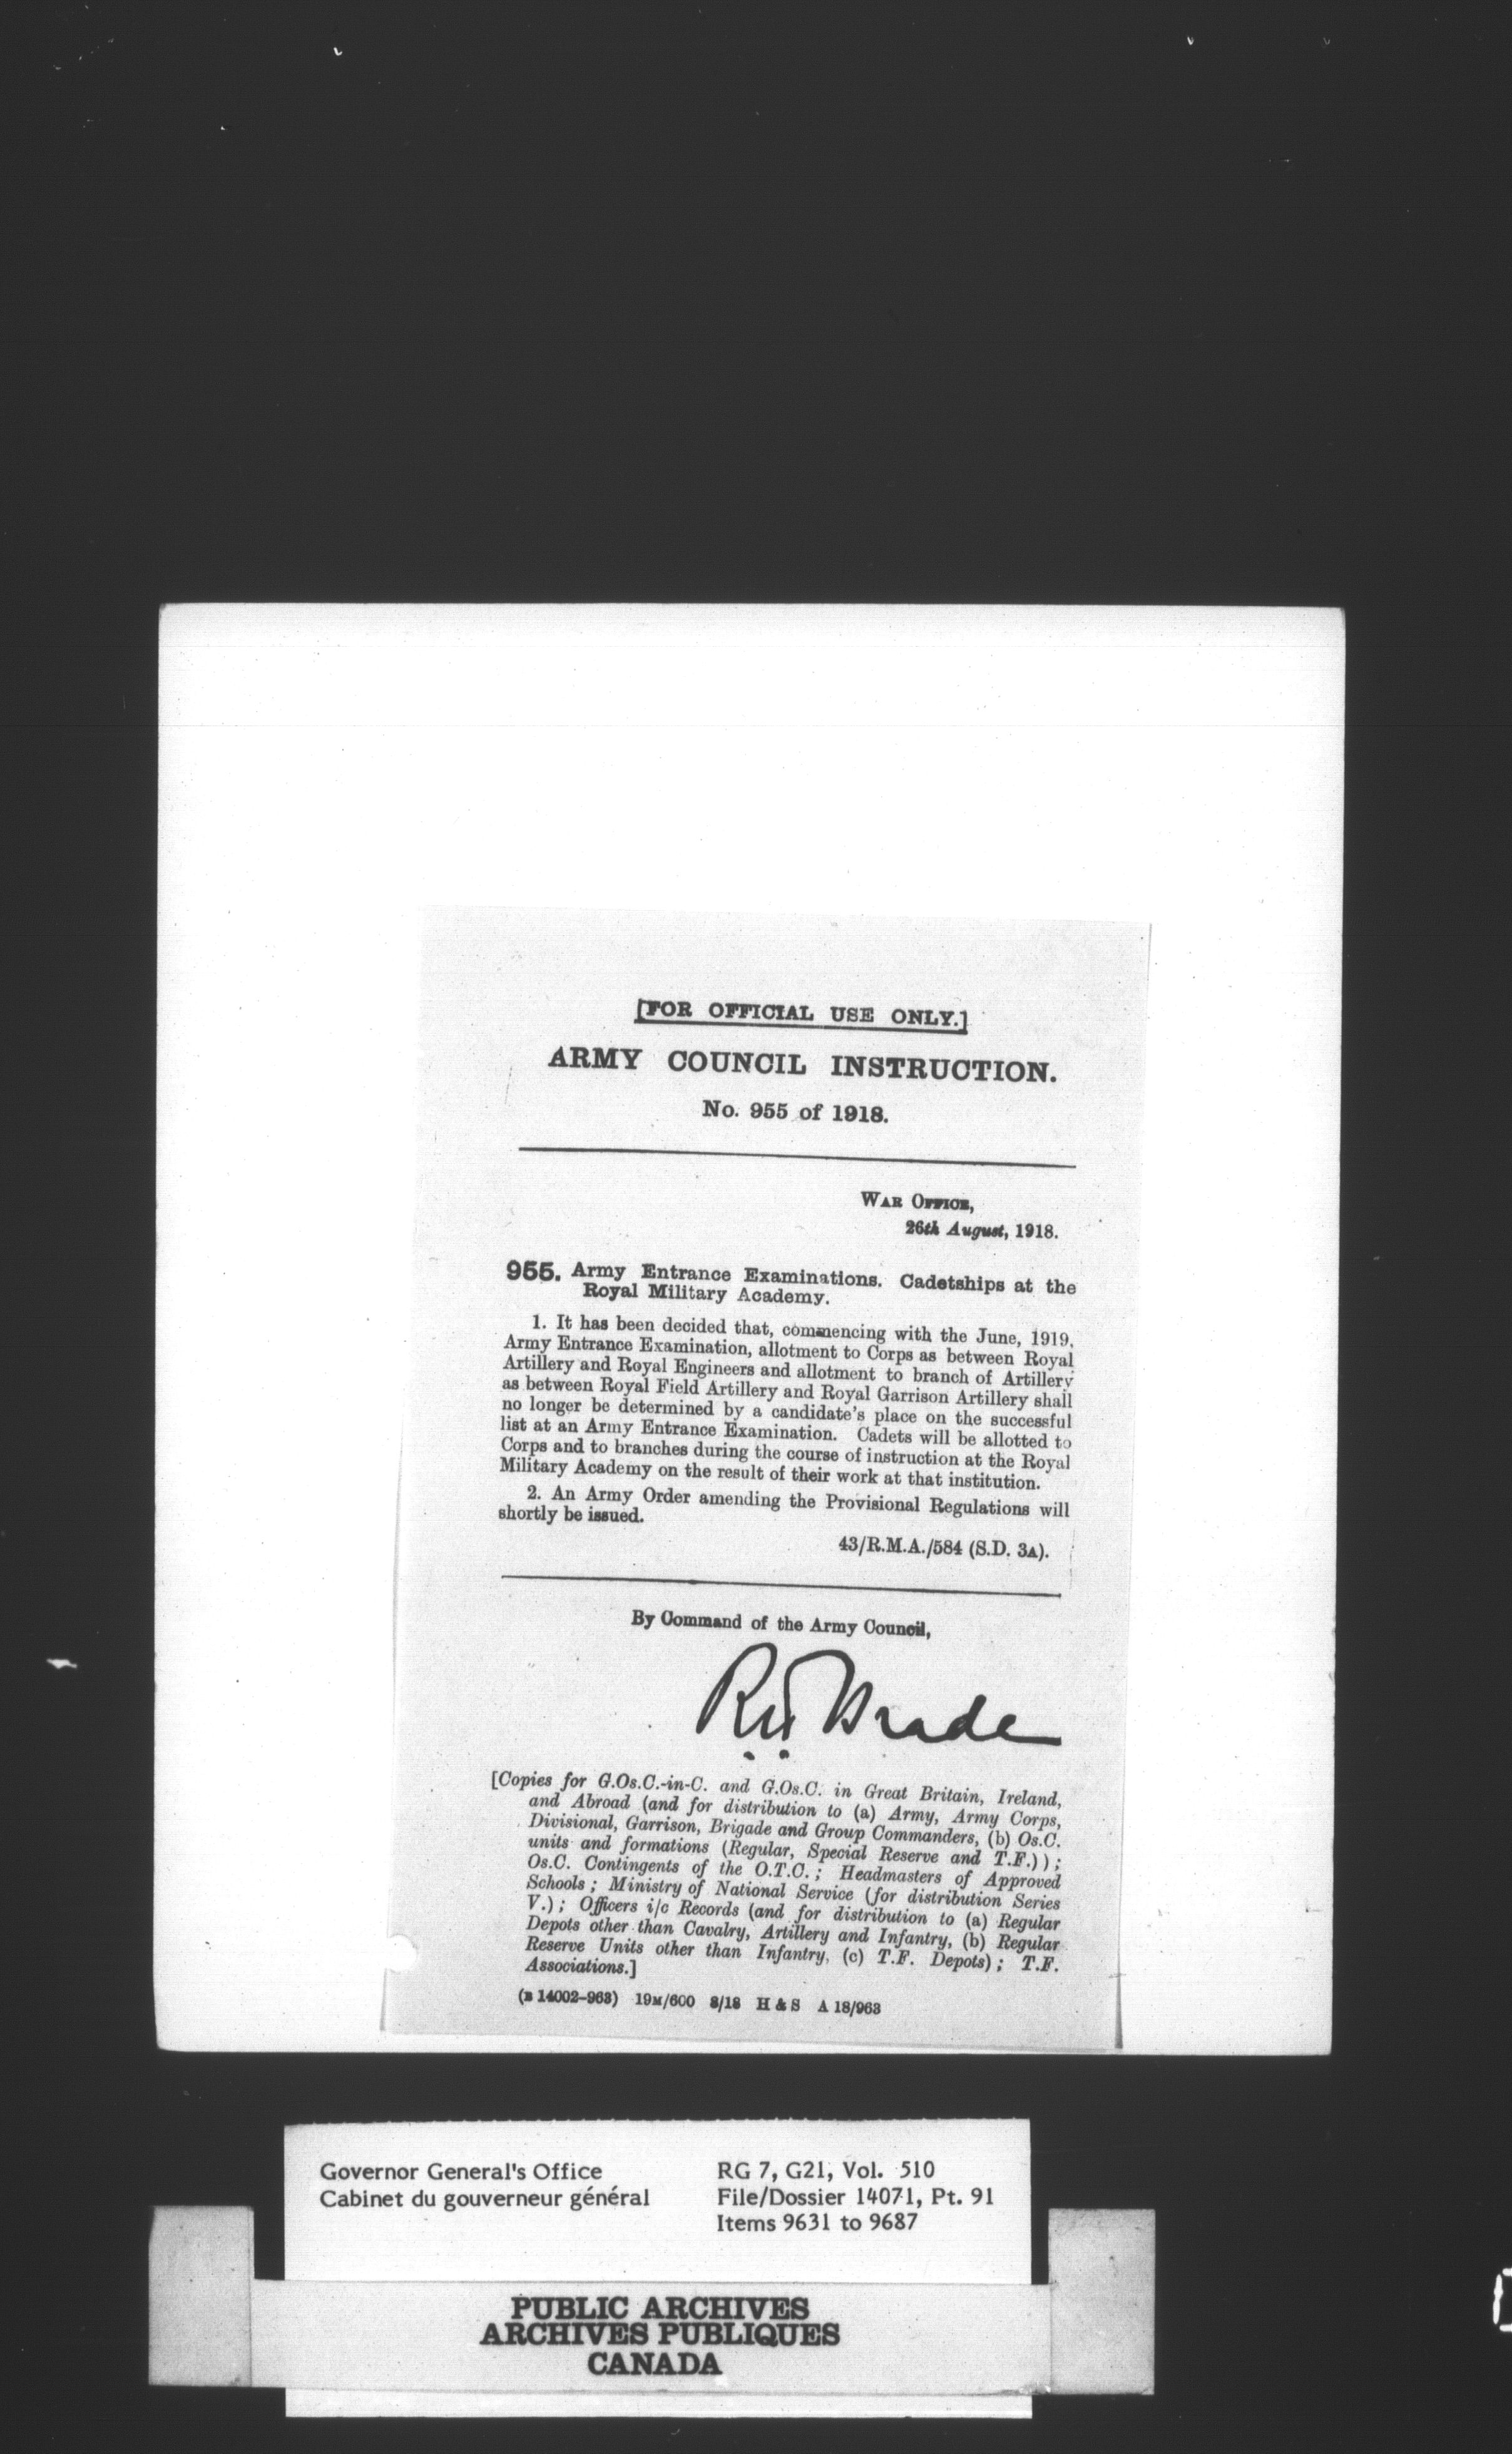 [FOR OFFICIAL USE ONLY.]
ARMY COUNCIL INSTRUCTION.
No. 955 of 1918.
WAR OFFICE,
26th August, 1918.
955. Army Entrance Examinations. Cadetships at the
Royal Military Academy.
1. It has been decided that, commencing with the June, 1919,
Army Entrance Examination, allotment to Corps as between Royal
Artillery and Royal Engineers and allotment to branch of Artillery
as between Royal Field Artillery and Royal Garrison Artillery shall
no longer be determined by a candidate's place on the successful
list at an Army Entrance Examination. Cadets will be allotted to
Corps and to branches during the course of instruction at the Royal
Military Academy on the result of their work at that institution.
2. An Army Order amending the Provisional Regulations will
shortly be issued.
43/R.M.A./584 (S.D. 3A).
By Command of the Army Council,
RH Brade
[Copies for G.Os.C.-in-C. and G.Os.C. in Great Britain, Ireland,
and Abroad (and for distribution to (a) Army, Army Corps,
Divisional, Garrison, Brigade and Group Commanders, (b) Os.C.
units and formations (Regular, Special Reserve and T.F.));
Os.C. Contingents of the O.T.C.; Headmasters of Approved
Schools; Ministry of National Service (for distribution Series
V.); Officers i/c Records (and for distribution to (a) Regular
Depots other than Cavalry, Artillery and Infantry, (b) Regular
Reserve Units other than Infantry, (c) T.F. Depots); T.F.
Associations.]
(B 14002-963) 19M/600 8/18 H & S A 18/963
Governor General's Office
Cabinet du gouverneur général
RG 7, G21, Vol. 510
File/Dossier 14071, Pt. 91
Items 9631 to 9687
PUBLIC ARCHIVES
ARCHIVES PUBLIQUES
CANADA